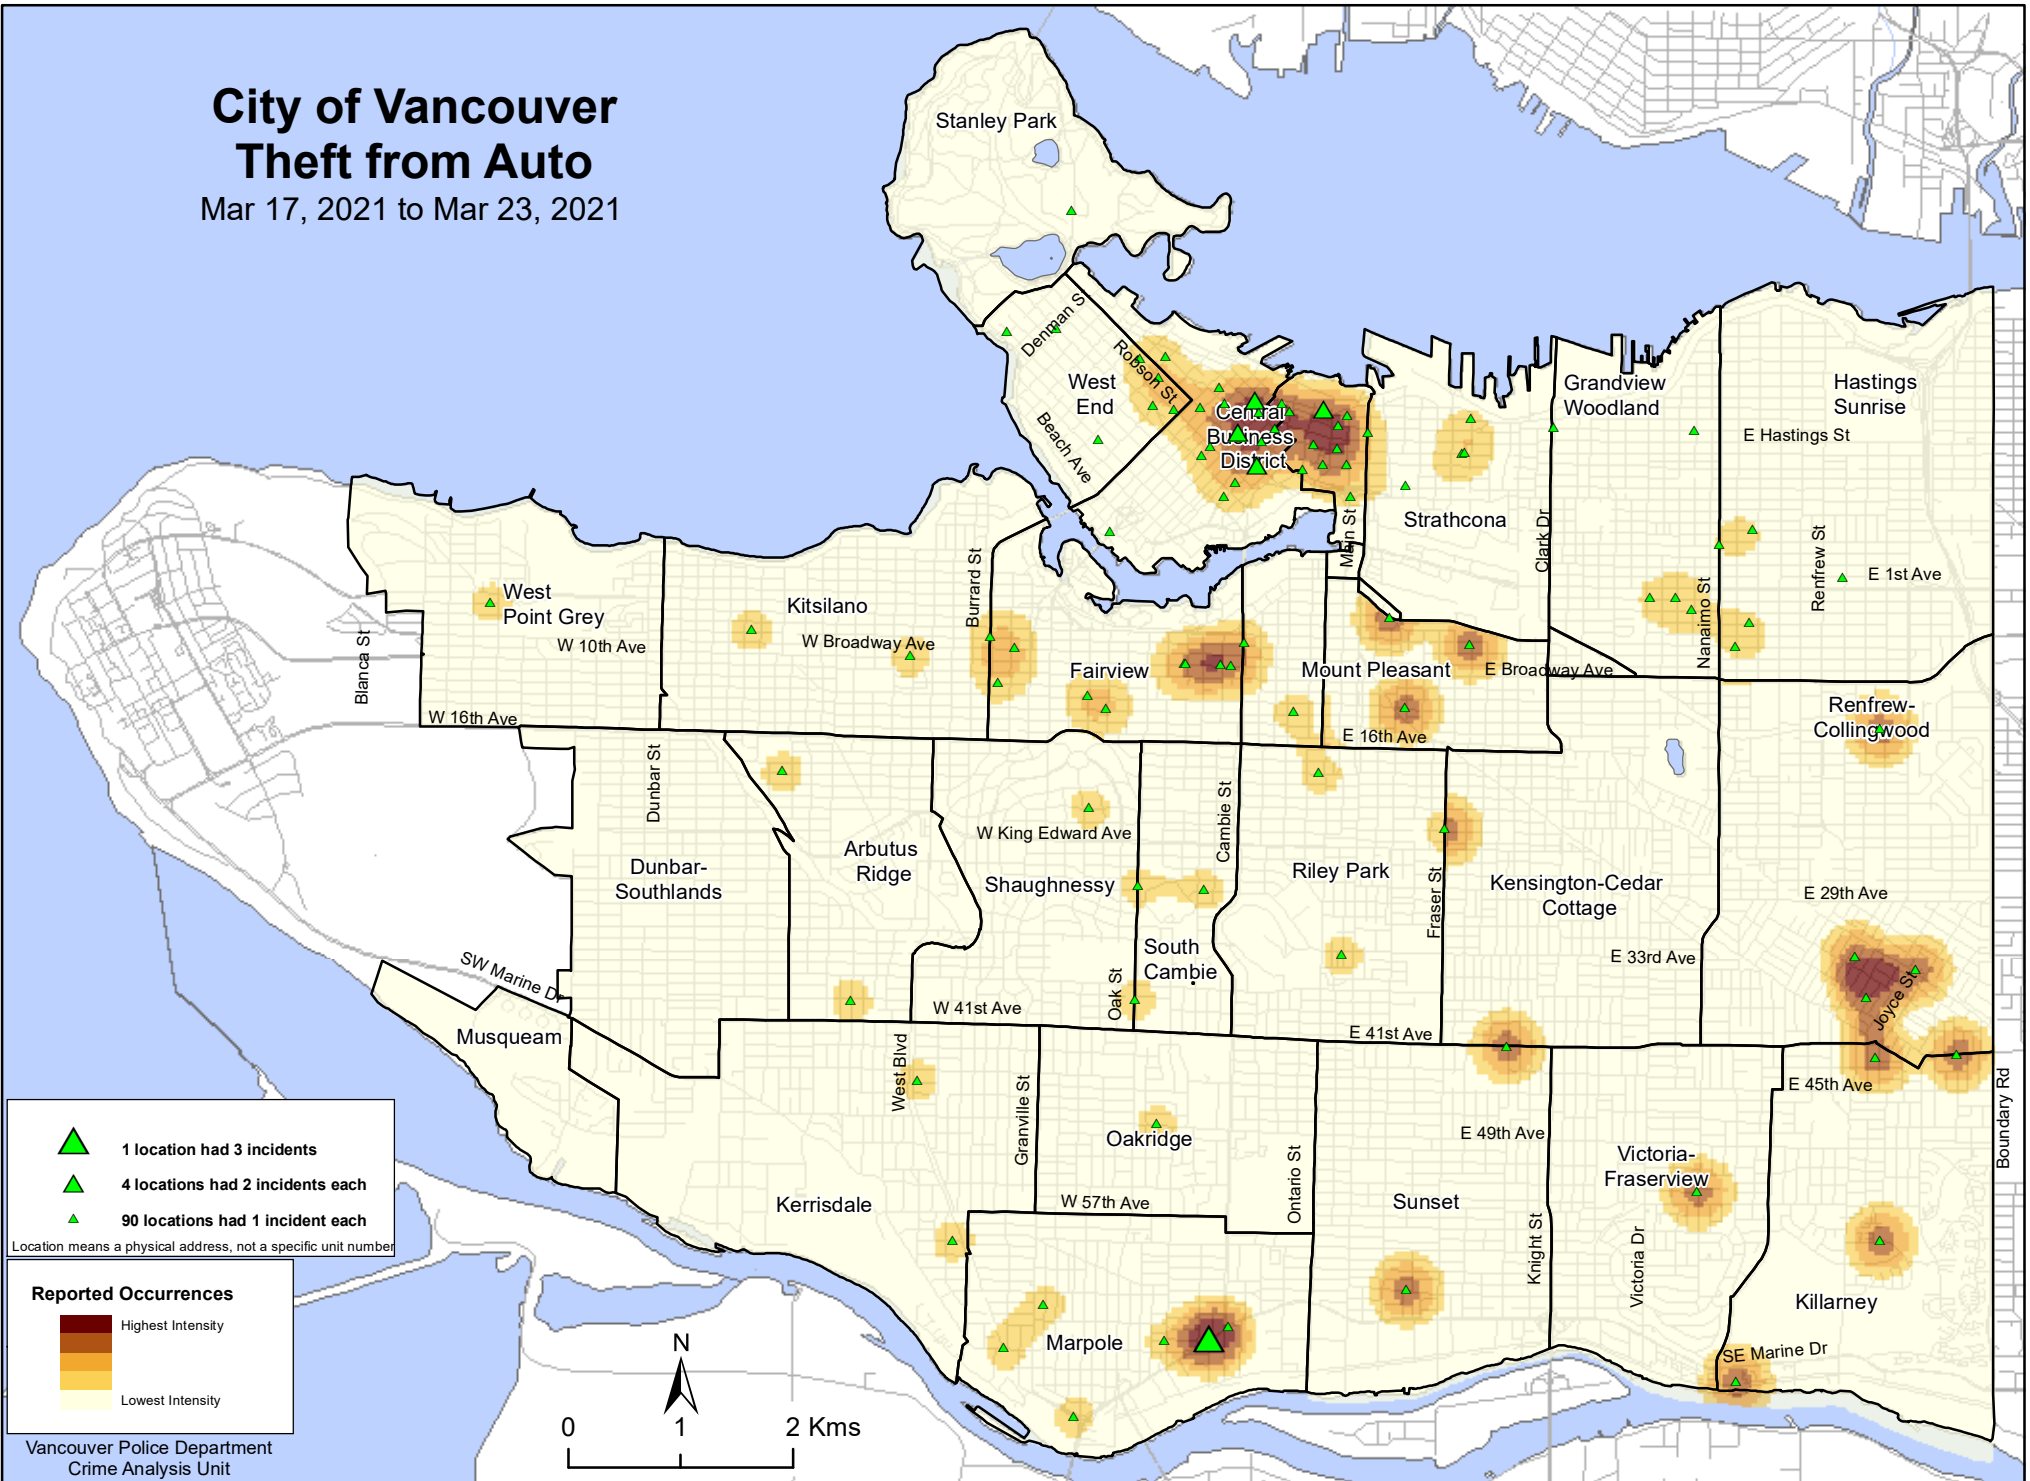 City of Vancouver
Theft from Auto
Mar 17, 2021 to Mar 23, 2021
Stanley Park
Denman S
Robson St
West
End
Beach Ave
Central
Business
District
Grandview
Woodland
Hastings
Sunrise
E Hastings St
Strathcona
Main St
Clark Dr
Nanaimo St
Renfrew St
E 1st Ave
West
Point Grey
W 10th Ave
Blanca St
W 16th Ave
Kitsilano
W Broadway Ave
Burrard St
Fairview
Mount Pleasant
E Broadway Ave
E 16th Ave
Renfrew-
Collingwood
Dunbar St
Dunbar-
Southlands
Arbutus
Ridge
W King Edward Ave
Shaughnessy
Cambie St
Riley Park
Fraser St
Kensington-Cedar
Cottage
E 29th Ave
E 33rd Ave
South
Cambie
Oak St
W 41st Ave
E 41st Ave
Joyce St
SW Marine Dr
Musqueam
West Blvd
Granville St
Oakridge
W 57th Ave
Ontario St
E 45th Ave
E 49th Ave
Boundary Rd
Victoria-
Fraserview
Sunset
Knight St
Victoria Dr
Kerrisdale
Marpole
Killarney
SE Marine Dr
1 location had 3 incidents
4 locations had 2 incidents each
90 locations had 1 incident each
Location means a physical address, not a specific unit number
Reported Occurrences
Highest Intensity
Lowest Intensity
Vancouver Police Department
Crime Analysis Unit
N
0 1 2 Kms